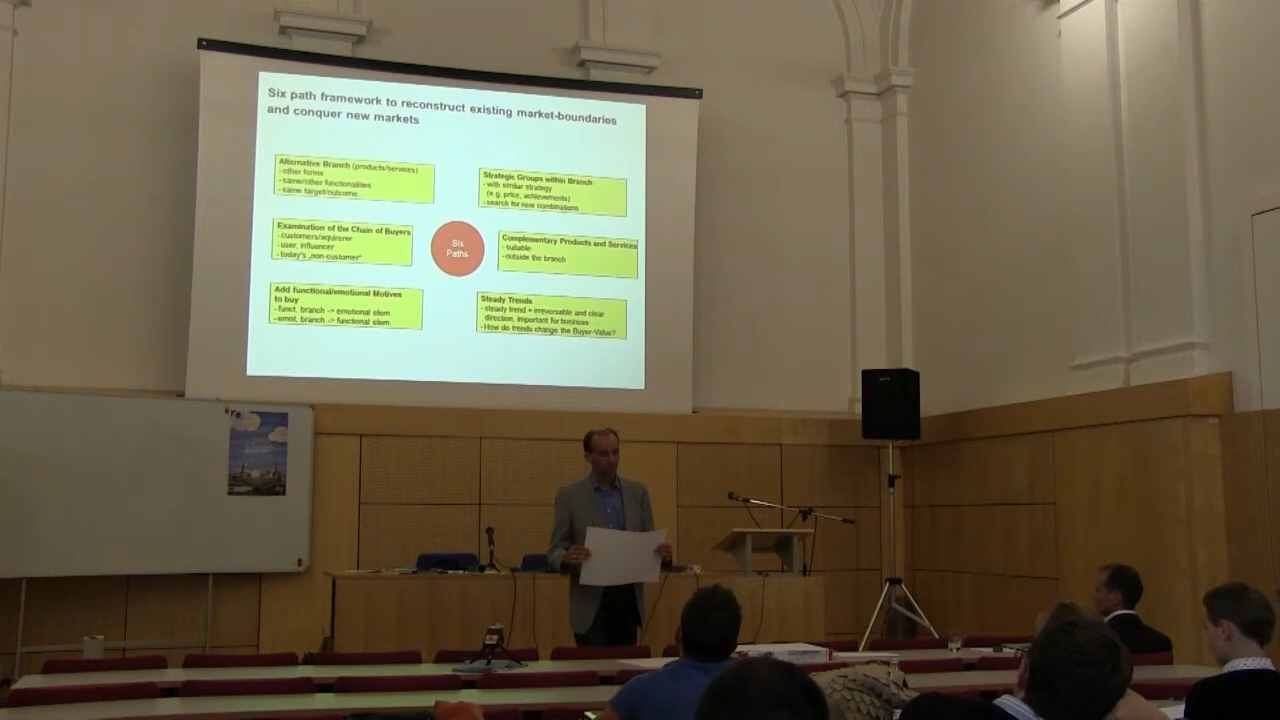 Six path framework to reconstruct existing market-boundaries
and conquer new markets
Alternative Branch (products/services)
- other forms
- same/other functionalities
- same target/outcome
Strategic Groups within Branch
- with similar strategy
(e.g. price, achievements)
- search for new combinations
Examination of the Chain of Buyers
- customers/aquirerer
- user, influencer
- today's „non-customer“
Six
Paths
Complementary Products and Services
- suitable
- outside the branch
Add functional/emotional Motives
to buy
- funct. branch -> emotional elem.
- emot. branch -> functional elem.
Steady Trends
- steady trend = irreversable and clear
direction, important for business
- How do trends change the Buyer-Value?